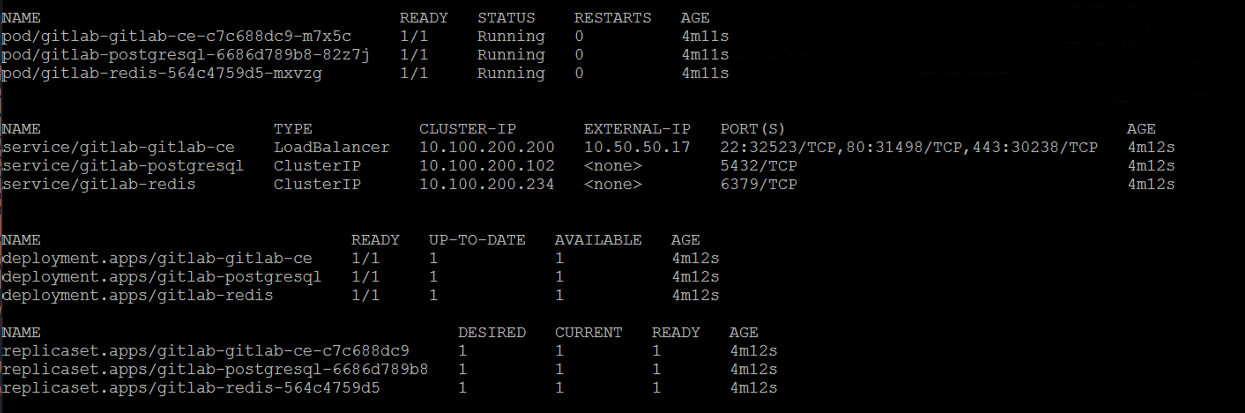 NAME READY STATUS RESTARTS AGE
pod/gitlab-gitlab-ce-c7c688dc9-m7x5c 1/1 Running 0 4m11s
pod/gitlab-postgresql-6686d789b8-82z7j 1/1 Running 0 4m11s
pod/gitlab-redis-564c4759d5-mxvzg 1/1 Running 0 4m11s
NAME TYPE CLUSTER-IP EXTERNAL-IP PORT(S) AGE
service/gitlab-gitlab-ce LoadBalancer 10.100.200.200 10.50.50.17 22:32523/TCP,80:31498/TCP,443:30238/TCP 4m12s
service/gitlab-postgresql ClusterIP 10.100.200.102 <none> 5432/TCP 4m12s
service/gitlab-redis ClusterIP 10.100.200.234 <none> 6379/TCP 4m12s
NAME READY UP-TO-DATE AVAILABLE AGE
deployment.apps/gitlab-gitlab-ce 1/1 1 1 4m12s
deployment.apps/gitlab-postgresql 1/1 1 1 4m12s
deployment.apps/gitlab-redis 1/1 1 1 4m12s
NAME DESIRED CURRENT READY AGE
replicaset.apps/gitlab-gitlab-ce-c7c688dc9 1 1 1 4m12s
replicaset.apps/gitlab-postgresql-6686d789b8 1 1 1 4m12s
replicaset.apps/gitlab-redis-564c4759d5 1 1 1 4m12s